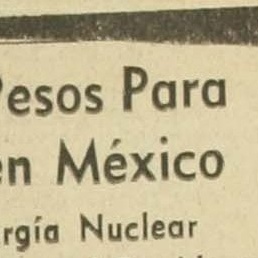 Pesos Para
en México
rgía Nuclear